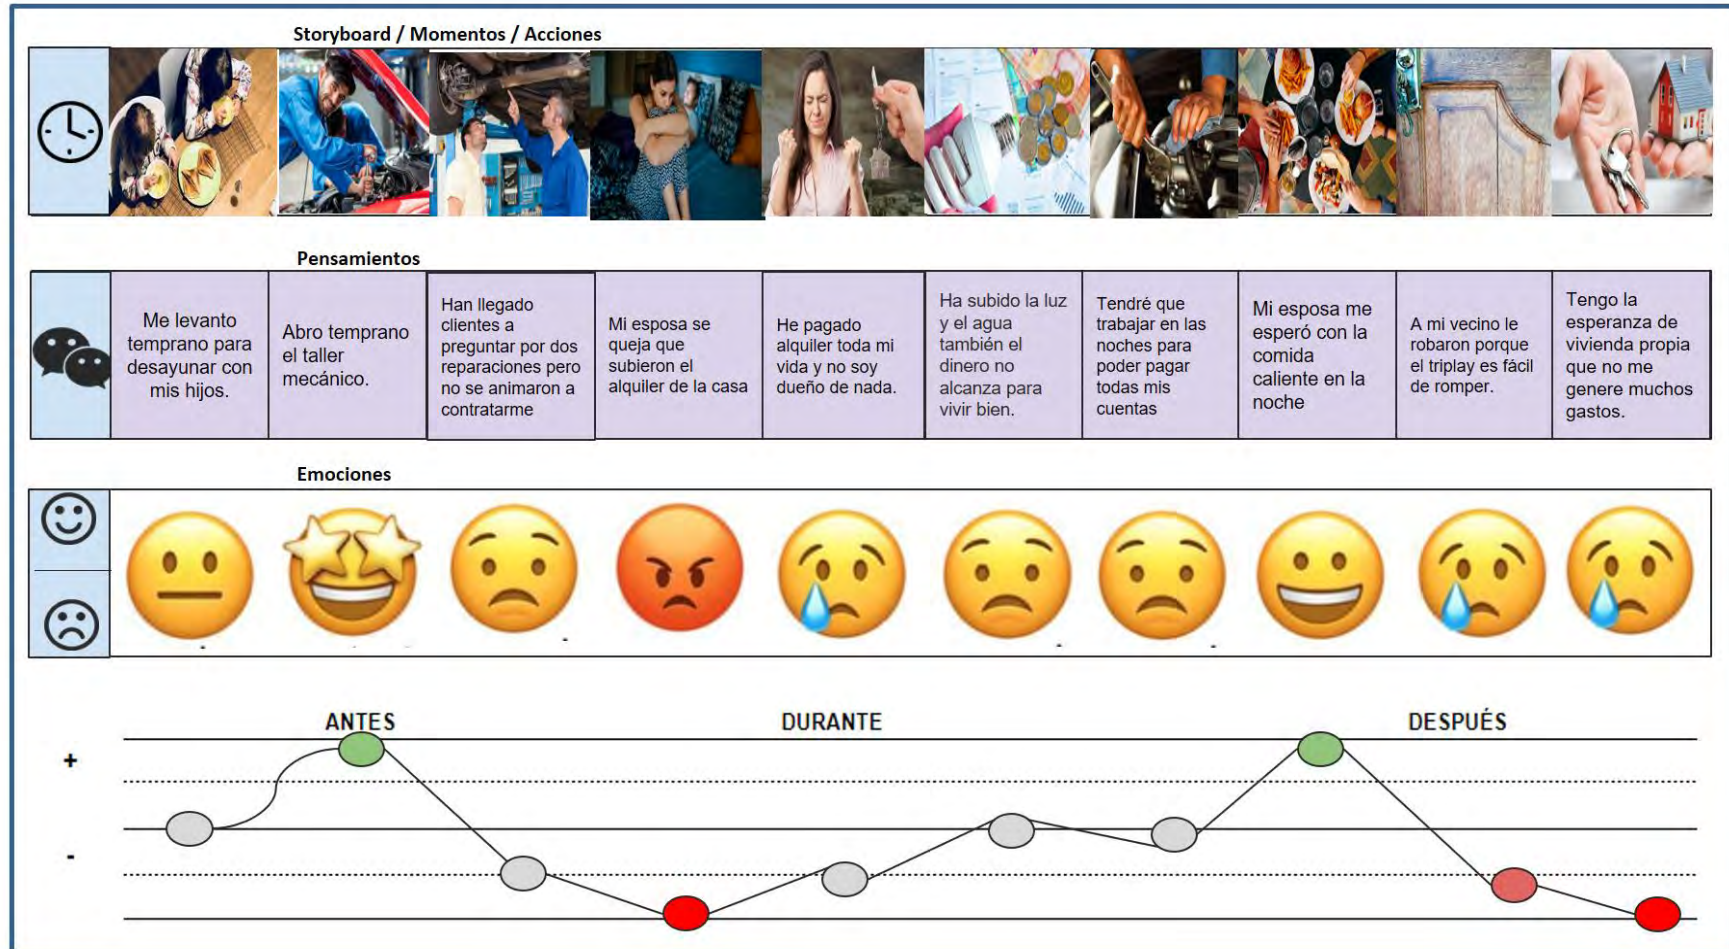 Storyboard / Momentos / Acciones
Pensamientos
Me levanto
temprano para
desayunar con
mis hijos.
Abro temprano
el taller
mecánico.
Han llegado
clientes a
preguntar por dos
reparaciones pero
no se animaron a
contratarme
Mi esposa se
queja que
subieron el
alquiler de la casa
He pagado
alquiler toda mi
vida y no soy
dueño de nada.
Ha subido la luz
y el agua
también el
dinero no
alcanza para
vivir bien.
Tendré que
trabajar en las
noches para
poder pagar
todas mis
cuentas
Mi esposa me
esperó con la
comida
caliente en la
noche
A mi vecino le
robaron porque
el triplay es fácil
de romper.
Tengo la
esperanza de
vivienda propia
que no me
genere muchos
gastos.
Emociones
ANTES
DURANTE
DESPUÉS
+
-